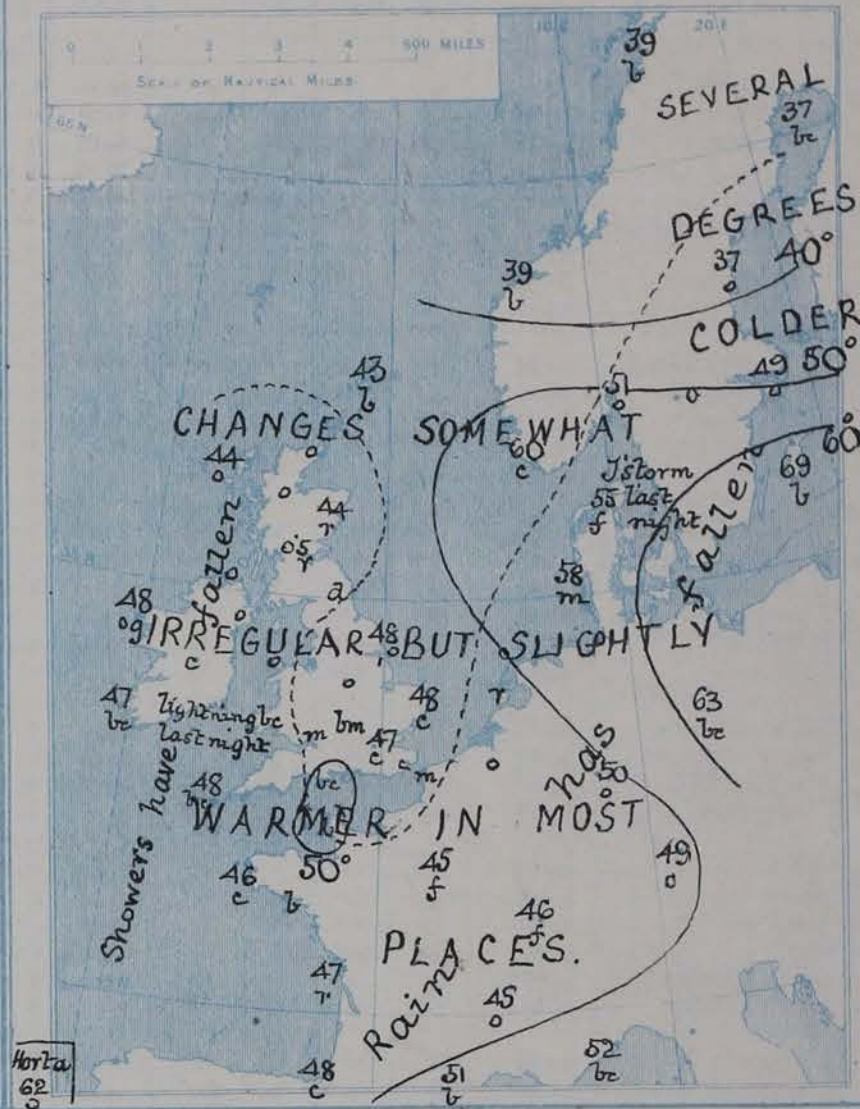 0 1 2 3 4 500 MILES
SCALE OF NAUTICAL MILES
10 E
20 E
65 N
39
b
SEVERAL
37
bc
DEGREES
40°
39
b
37
o
COLDER
50°
49
o
43
b
51
o
CHANGES SOMEWHAT
60°
44
o
60
c
T'storm
55 last
f night
69
b
44
r
fallen
58
m
fallen
48
og
IRREGULAR BUT SLIGHTLY
48
c
47
bc
lightning bc
last night
m
bm
48
c
r
63
bc
47
c
c
m
o
has
50
o
48
bc
WARMER IN MOST
50°
Showers have
46
c
b
45
f
49
o
46
f
PLACES.
47
r
45
o
Rain
48
c
51
b
52
bc
Horta
62
o